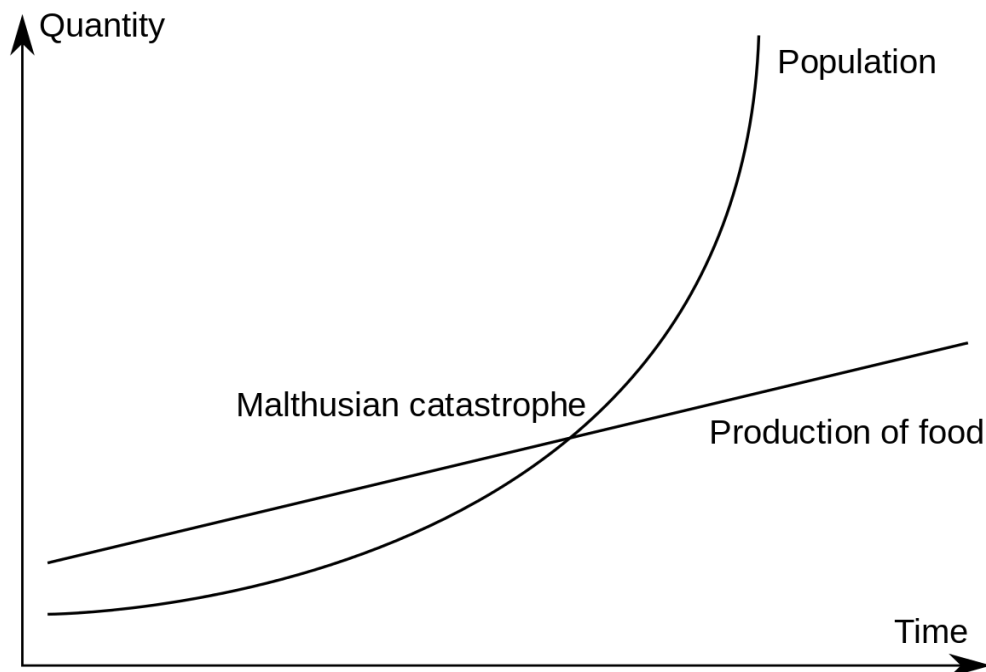 Quantity
Population
Malthusian catastrophe
Production of food
Time